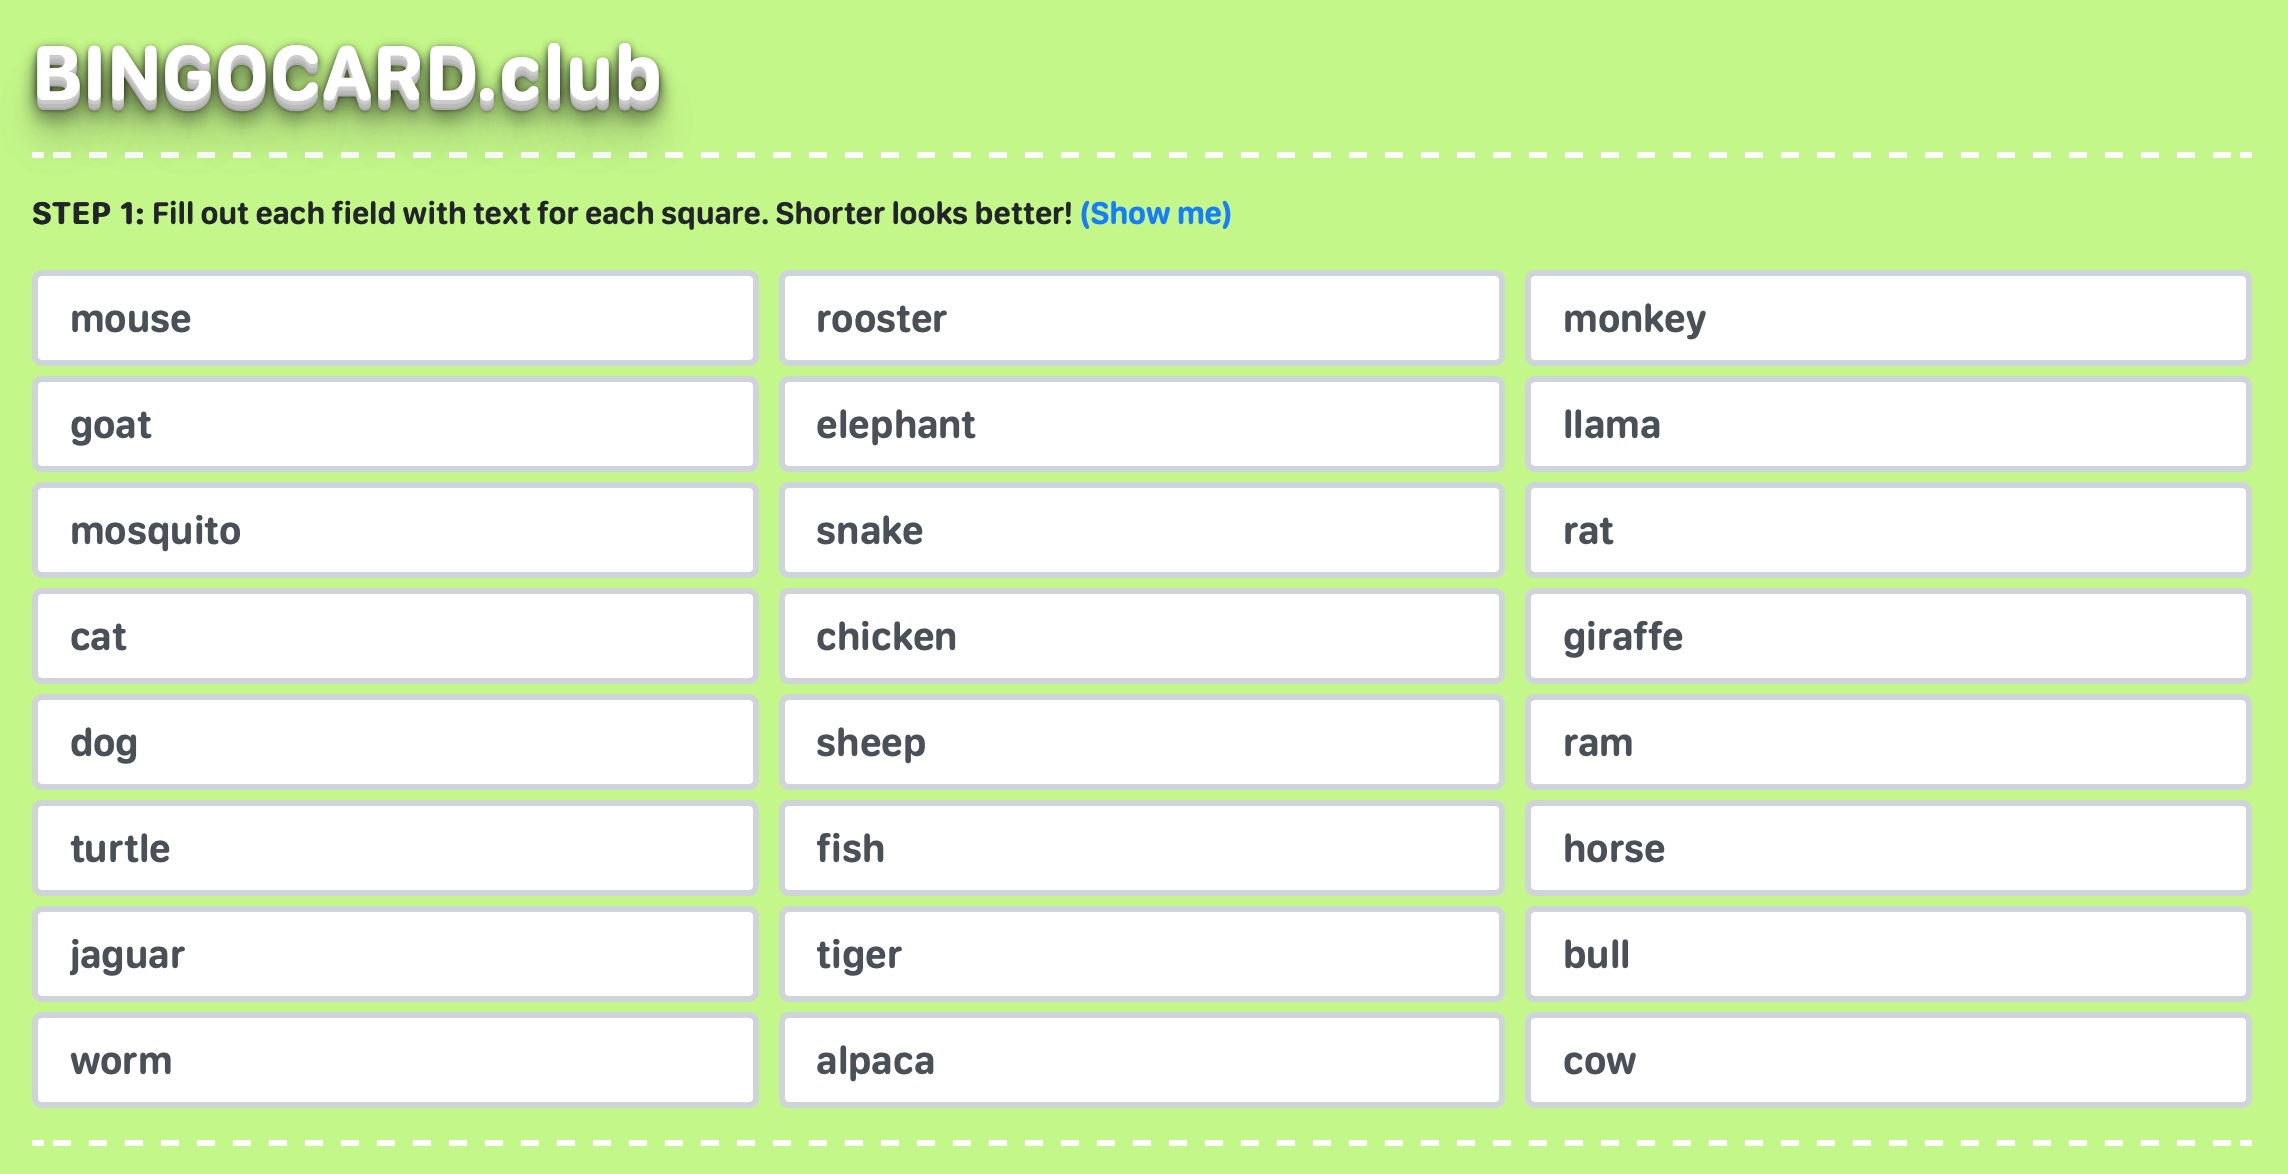 BINGOCARD.club
STEP 1: Fill out each field with text for each square. Shorter looks better! (Show me)
mouse rooster monkey
goat elephant llama
mosquito snake rat
cat chicken giraffe
dog sheep ram
turtle fish horse
jaguar tiger bull
worm alpaca cow